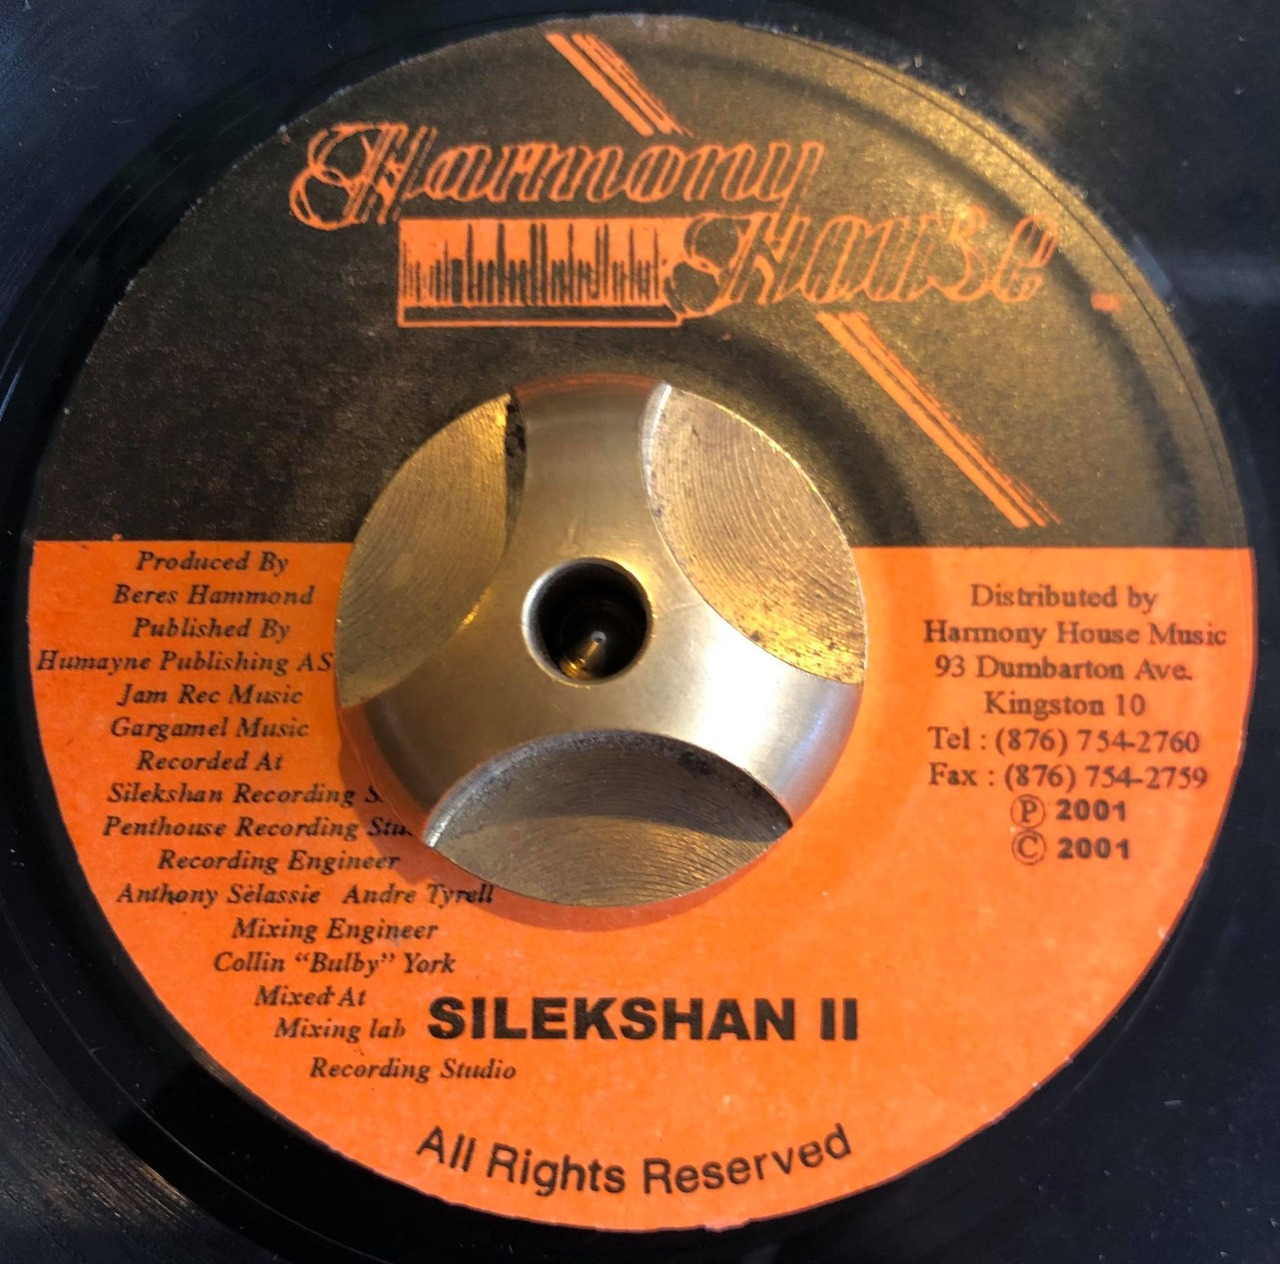 Harmony
House
Produced By
Beres Hammond
Published By
Humayne Publishing AS
Jam Rec Music
Gargamel Music
Recorded At
Silekshan Recording
Penthouse Recording
Recording Engineer
Anthony Selassie Andre Tyrell
Mixing Engineer
Collin "Bulby" York
Mixed At
Mixing lab
Recording Studio
Distributed by
Harmony House Music
93 Dumbarton Ave.
Kingston 10
Tel : (876) 754-2760
Fax : (876) 754-2759
Ⓟ 2001
© 2001
SILEKSHAN II
All Rights Reserved